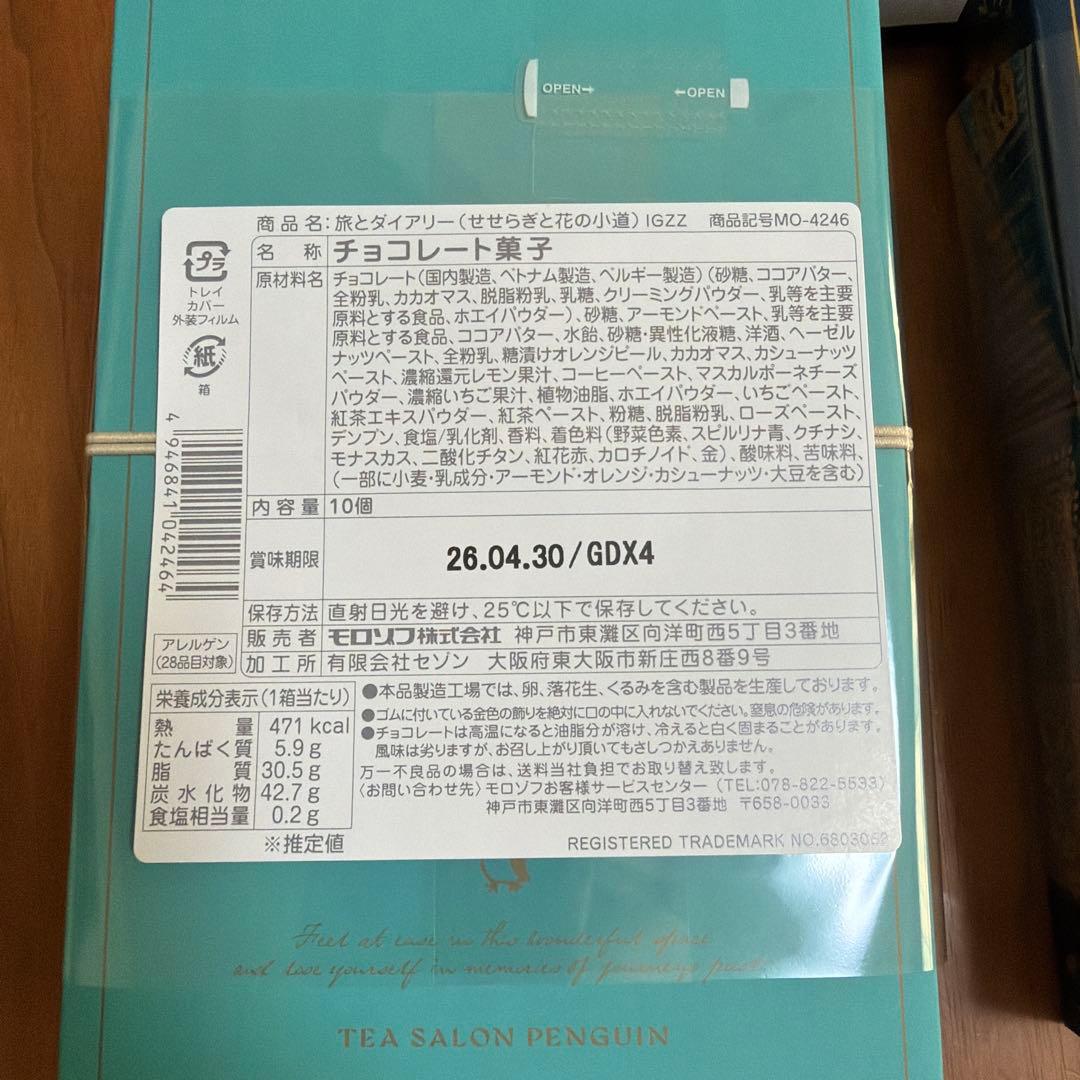 OPEN→ ←OPEN
商品名:旅とダイアリー(せせらぎと花の小道)IGZZ 商品記号MO-4246
プラ
トレイ
カバー
外装フィルム
紙
箱
4 946841 042464
名称 チョコレート菓子
原材料名 チョコレート(国内製造、ベトナム製造、ベルギー製造)(砂糖、ココアバター、
全粉乳、カカオマス、脱脂粉乳、乳糖、クリーミングパウダー、乳等を主要
原料とする食品、ホエイパウダー)、砂糖、アーモンドペースト、乳等を主要
原料とする食品、ココアバター、水飴、砂糖・異性化液糖、洋酒、ヘーゼル
ナッツペースト、全粉乳、糖漬けオレンジピール、カカオマス、カシューナッツ
ペースト、濃縮還元レモン果汁、コーヒーペースト、マスカルポーネチーズ
パウダー、濃縮いちご果汁、植物油脂、ホエイパウダー、いちごペースト、
紅茶エキスパウダー、紅茶ペースト、粉糖、脱脂粉乳、ローズペースト、
デンプン、食塩/乳化剤、香料、着色料(野菜色素、スピルリナ青、クチナシ、
モナスカス、二酸化チタン、紅花赤、カロチノイド、金)、酸味料、苦味料、
(一部に小麦・乳成分・アーモンド・オレンジ・カシューナッツ・大豆を含む)
内容量 10個
賞味期限 26.04.30/GDX4
保存方法 直射日光を避け、25℃以下で保存してください。
販売者 モロゾフ株式会社 神戸市東灘区向洋町西5丁目3番地
加工所 有限会社セゾン 大阪府東大阪市新庄西8番9号
アレルゲン
(28品目対象)
栄養成分表示(1箱当たり)
熱量 471 kcal
たんぱく質 5.9 g
脂質 30.5 g
炭水化物 42.7 g
食塩相当量 0.2 g
※推定値
●本品製造工場では、卵、落花生、くるみを含む製品を生産しております。
●ゴムに付いている金色の飾りを絶対に口の中に入れないでください。窒息の危険があります。
●チョコレートは高温になると油脂分が溶け、冷えると白く固まることがあります。
風味は劣りますが、お召し上がり頂いてもさしつかえありません。
万一不良品の場合は、送料当社負担でお取り替え致します。
〈お問い合わせ先〉モロゾフお客様サービスセンター(TEL:078-822-5533)
神戸市東灘区向洋町西5丁目3番地 〒658-0033
REGISTERED TRADEMARK NO.6803052
Feel at ease in this wonderful space
and lose yourself in memories of journeys past
TEA SALON PENGUIN